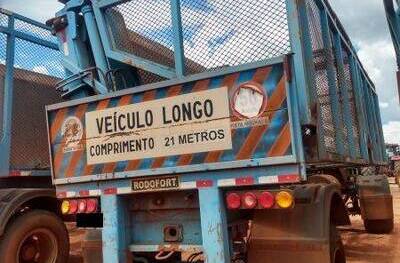 VEÍCULO LONGO
COMPRIMENTO 21 METROS
RODOFORT